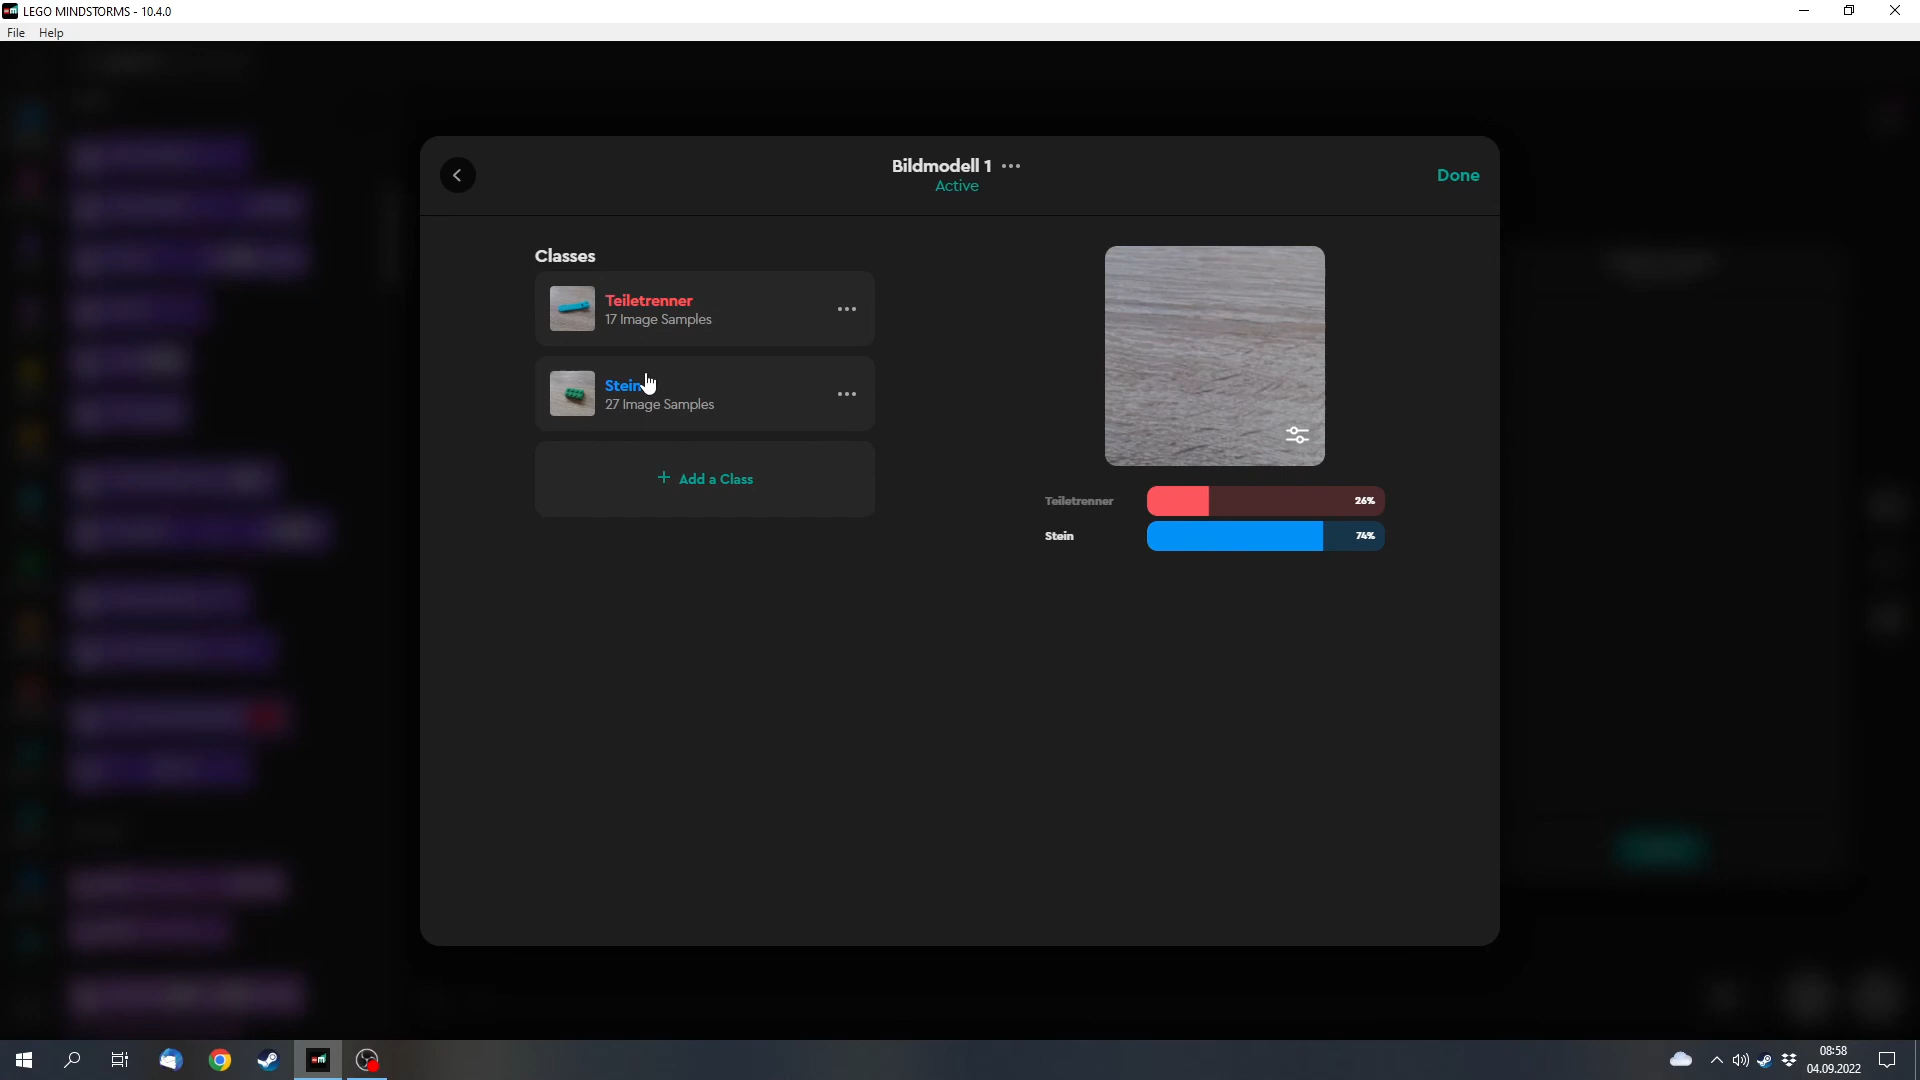 LEGO MINDSTORMS - 10.4.0
File Help
Bildmodell 1
Active
Done
Classes
Teiletrenner
17 Image Samples
Stein
27 Image Samples
+ Add a Class
Teiletrenner 26%
Stein 74%
08:58
04.09.2022